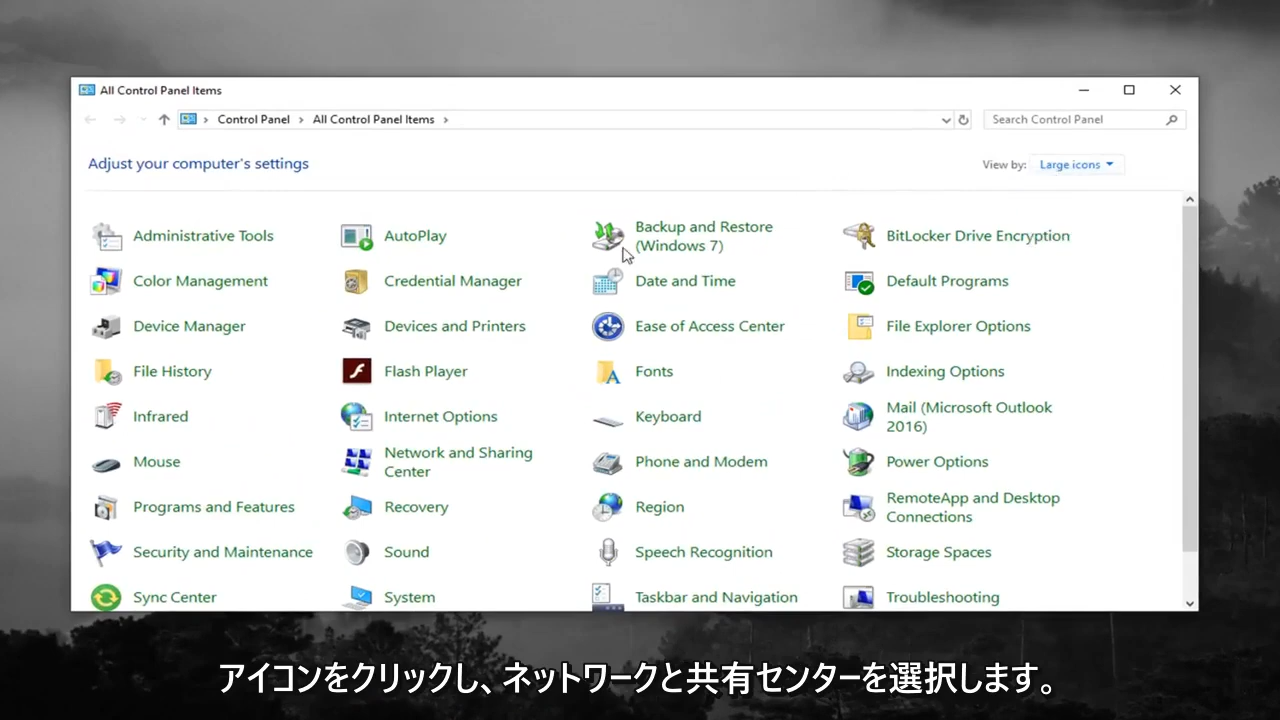 All Control Panel Items
Control Panel > All Control Panel Items >
Search Control Panel
Adjust your computer's settings
View by: Large icons
Administrative Tools
AutoPlay
Backup and Restore
(Windows 7)
BitLocker Drive Encryption
Color Management
Credential Manager
Date and Time
Default Programs
Device Manager
Devices and Printers
Ease of Access Center
File Explorer Options
File History
Flash Player
Fonts
Indexing Options
Infrared
Internet Options
Keyboard
Mail (Microsoft Outlook
2016)
Mouse
Network and Sharing
Center
Phone and Modem
Power Options
Programs and Features
Recovery
Region
RemoteApp and Desktop
Connections
Security and Maintenance
Sound
Speech Recognition
Storage Spaces
Sync Center
System
Taskbar and Navigation
Troubleshooting
アイコンをクリックし、ネットワークと共有センターを選択します。